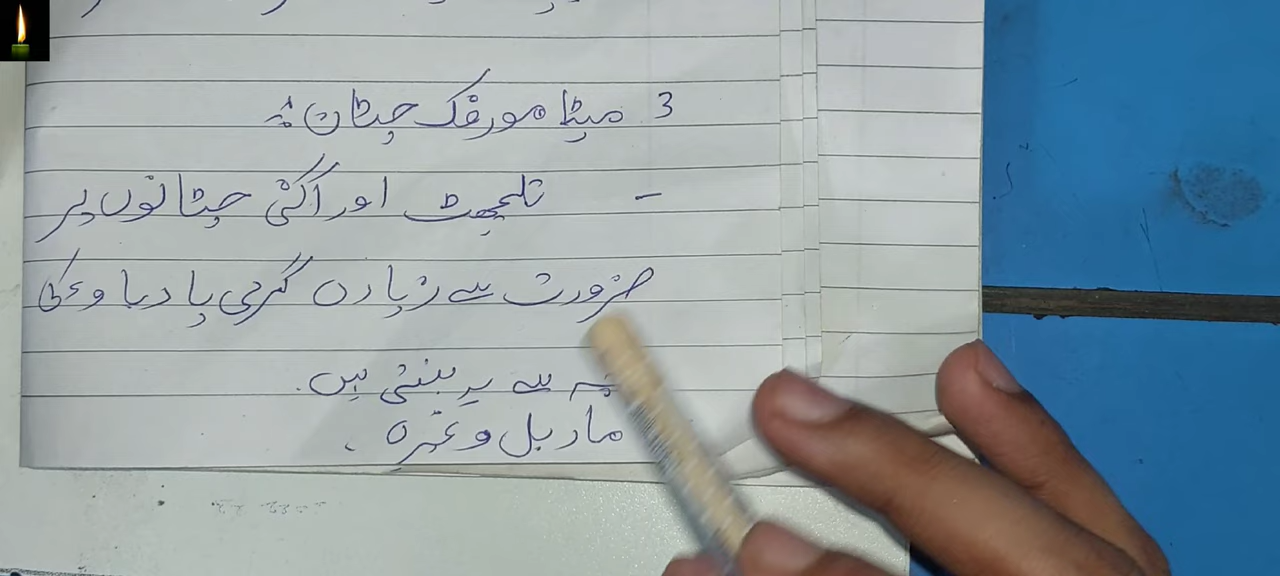 3 میٹا مورفک چٹان :
- تلچھٹ اور آگنی چٹانوں پر
ضرورت سے زیادہ گرمی یا دباؤ کی
سے یہ بنتی ہیں.
ماربل وغیرہ .